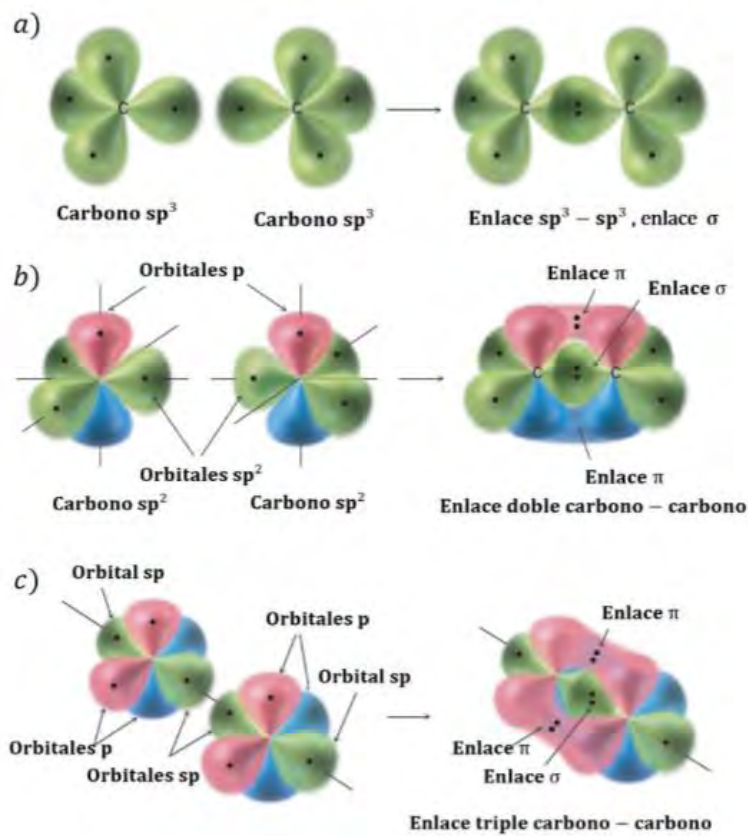 a)
C
C
C
C
Carbono sp³
Carbono sp³
Enlace sp³ – sp³ , enlace σ
b)
Orbitales p
Enlace π
Enlace σ
C
C
Orbitales sp²
Enlace π
Carbono sp²
Carbono sp²
Enlace doble carbono – carbono
c)
Orbital sp
Orbitales p
Enlace π
Orbital sp
Orbitales p
Orbitales sp
Enlace π
Enlace σ
Enlace triple carbono – carbono